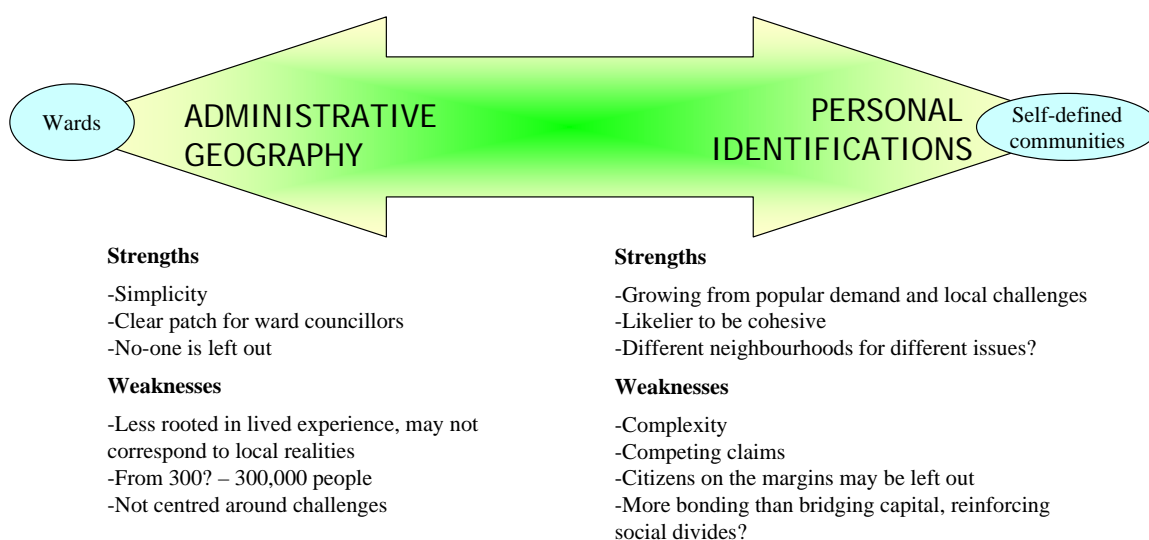 Wards
ADMINISTRATIVE
GEOGRAPHY
PERSONAL
IDENTIFICATIONS
Self-defined
communities
Strengths
-Simplicity
-Clear patch for ward councillors
-No-one is left out
Weaknesses
-Less rooted in lived experience, may not
correspond to local realities
-From 300? – 300,000 people
-Not centred around challenges
Strengths
-Growing from popular demand and local challenges
-Likelier to be cohesive
-Different neighbourhoods for different issues?
Weaknesses
-Complexity
-Competing claims
-Citizens on the margins may be left out
-More bonding than bridging capital, reinforcing
social divides?